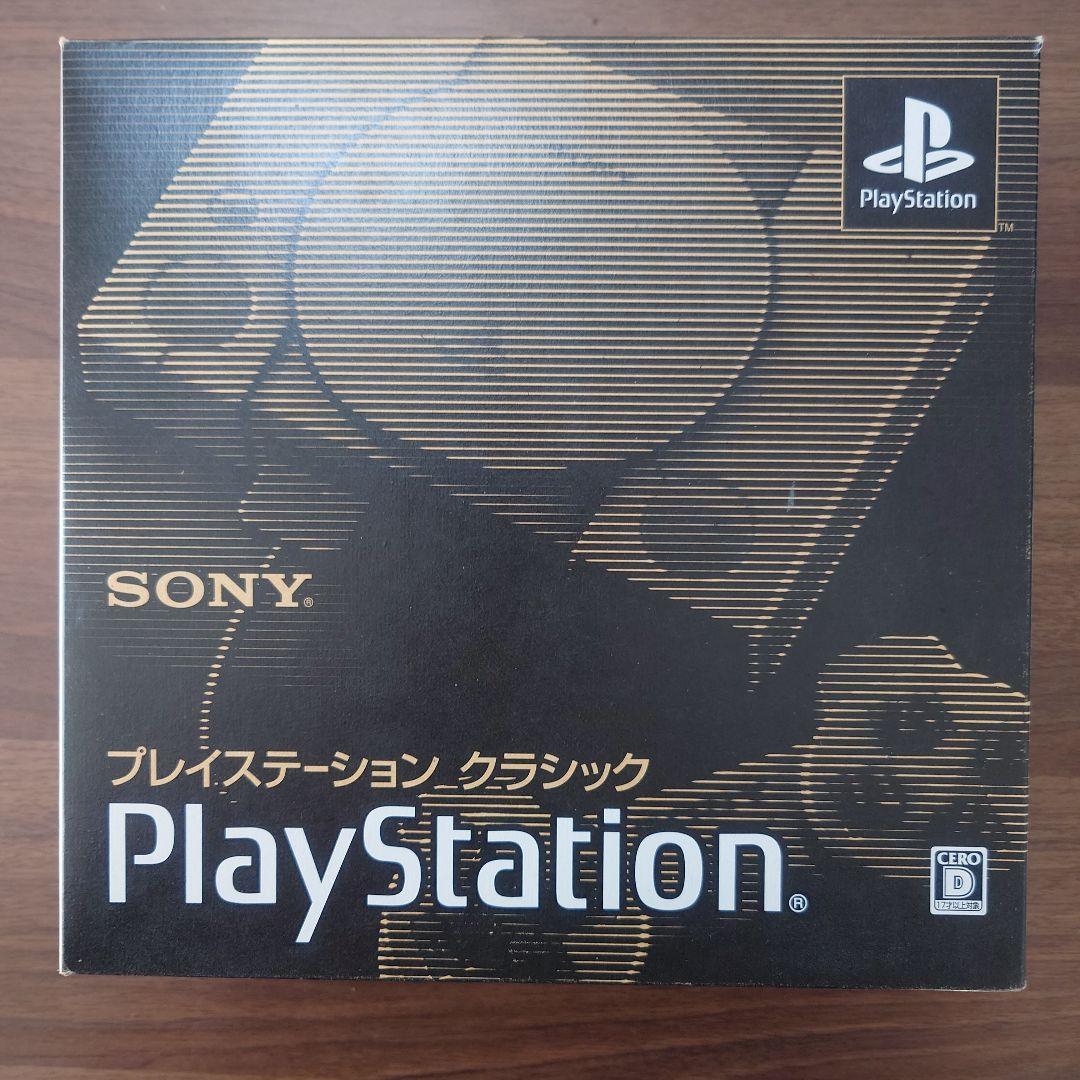 PlayStation
TM
SONY®
プレイステーション クラシック
PlayStation®
CERO
D
17才以上対象